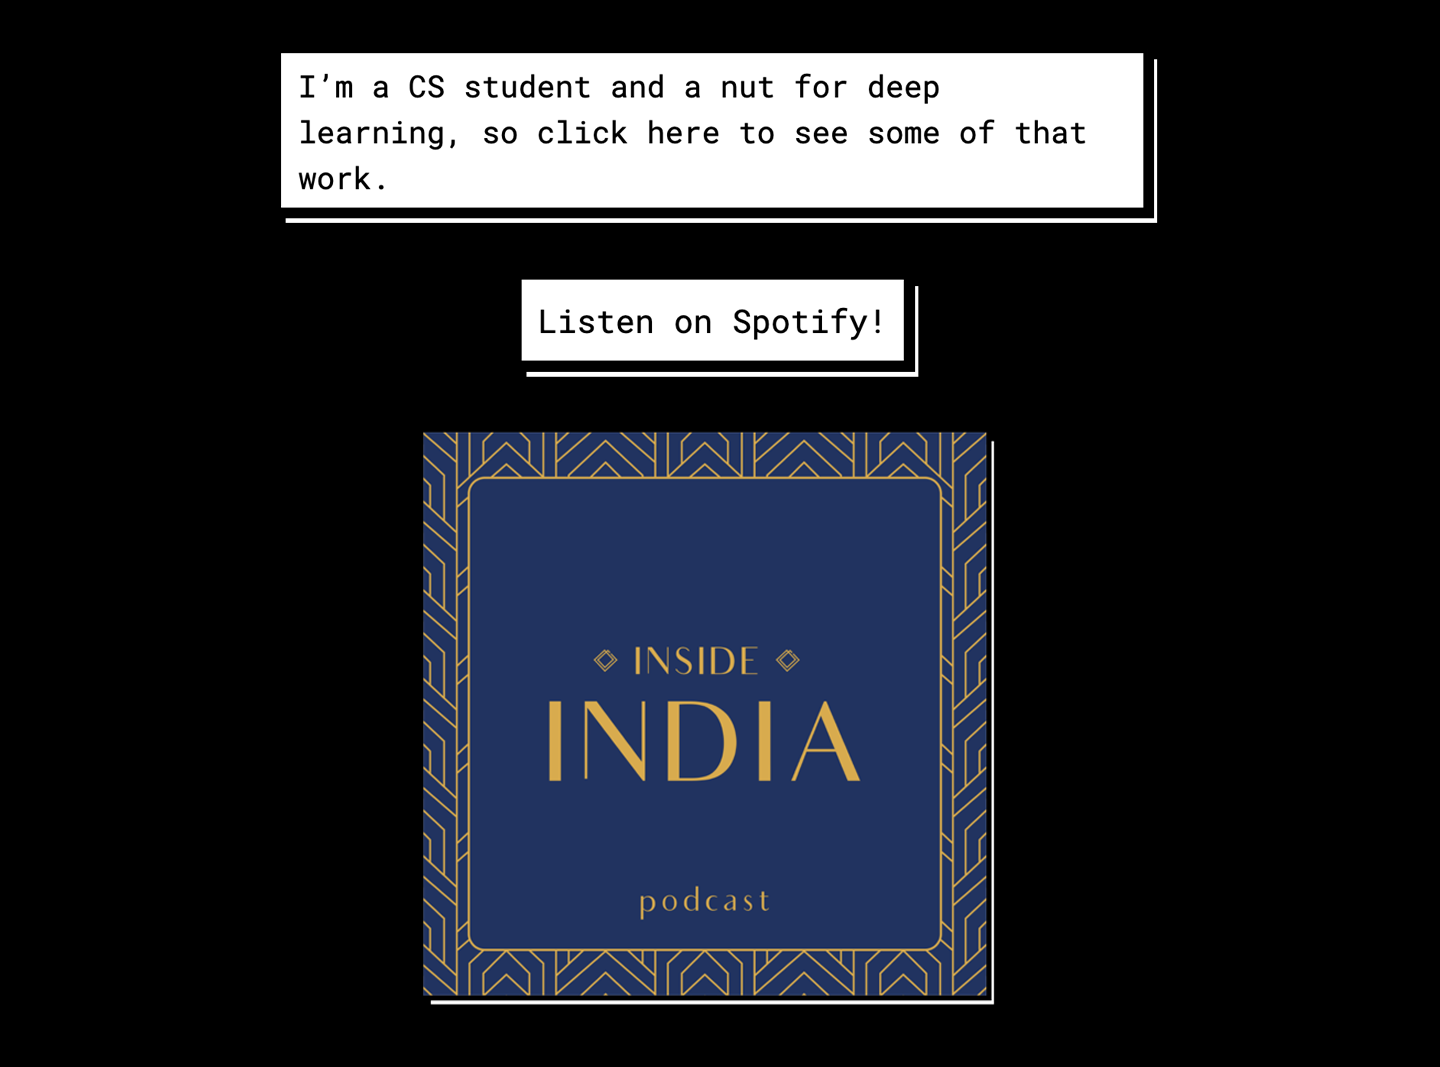 I’m a CS student and a nut for deep
learning, so click here to see some of that
work.
Listen on Spotify!
INSIDE
INDIA
podcast